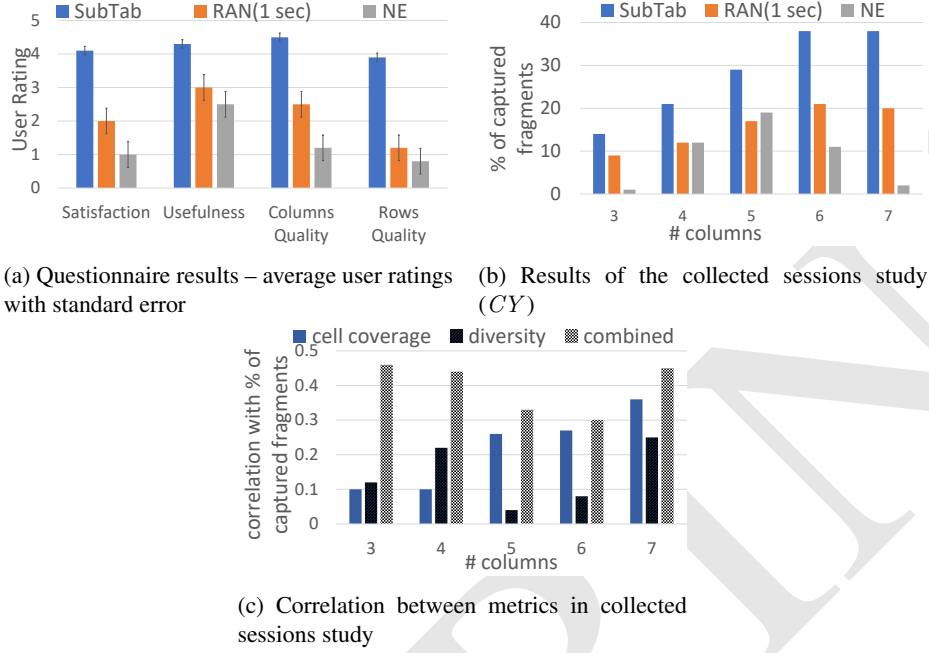 SubTab RAN(1 sec) NE
5
4
3
2
1
0
User Rating
Satisfaction Usefulness Columns Quality Rows Quality
(a) Questionnaire results – average user ratings
with standard error
SubTab RAN(1 sec) NE
40
30
20
10
0
% of captured
fragments
3 4 5 6 7
# columns
(b) Results of the collected sessions study
(CY)
cell coverage diversity combined
0.5
0.4
0.3
0.2
0.1
0
correlation with % of
captured fragments
3 4 5 6 7
# columns
(c) Correlation between metrics in collected
sessions study